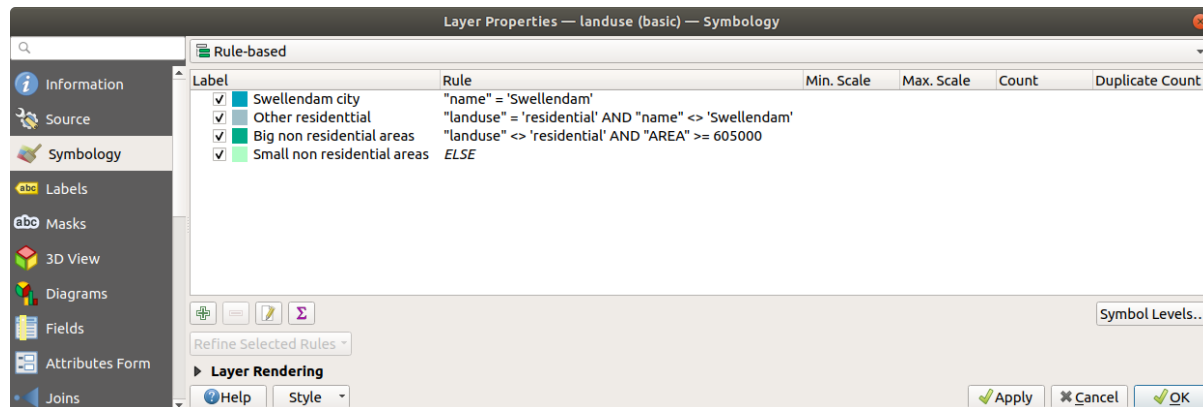 Layer Properties — landuse (basic) — Symbology
Rule-based
Information
Source
Symbology
Labels
Masks
3D View
Diagrams
Fields
Attributes Form
Joins
Label Rule Min. Scale Max. Scale Count Duplicate Count
Swellendam city "name" = 'Swellendam'
Other residenttial "landuse" = 'residential' AND "name" <> 'Swellendam'
Big non residential areas "landuse" <> 'residential' AND "AREA" >= 605000
Small non residential areas ELSE
Symbol Levels...
Refine Selected Rules
Layer Rendering
Help Style Apply Cancel OK